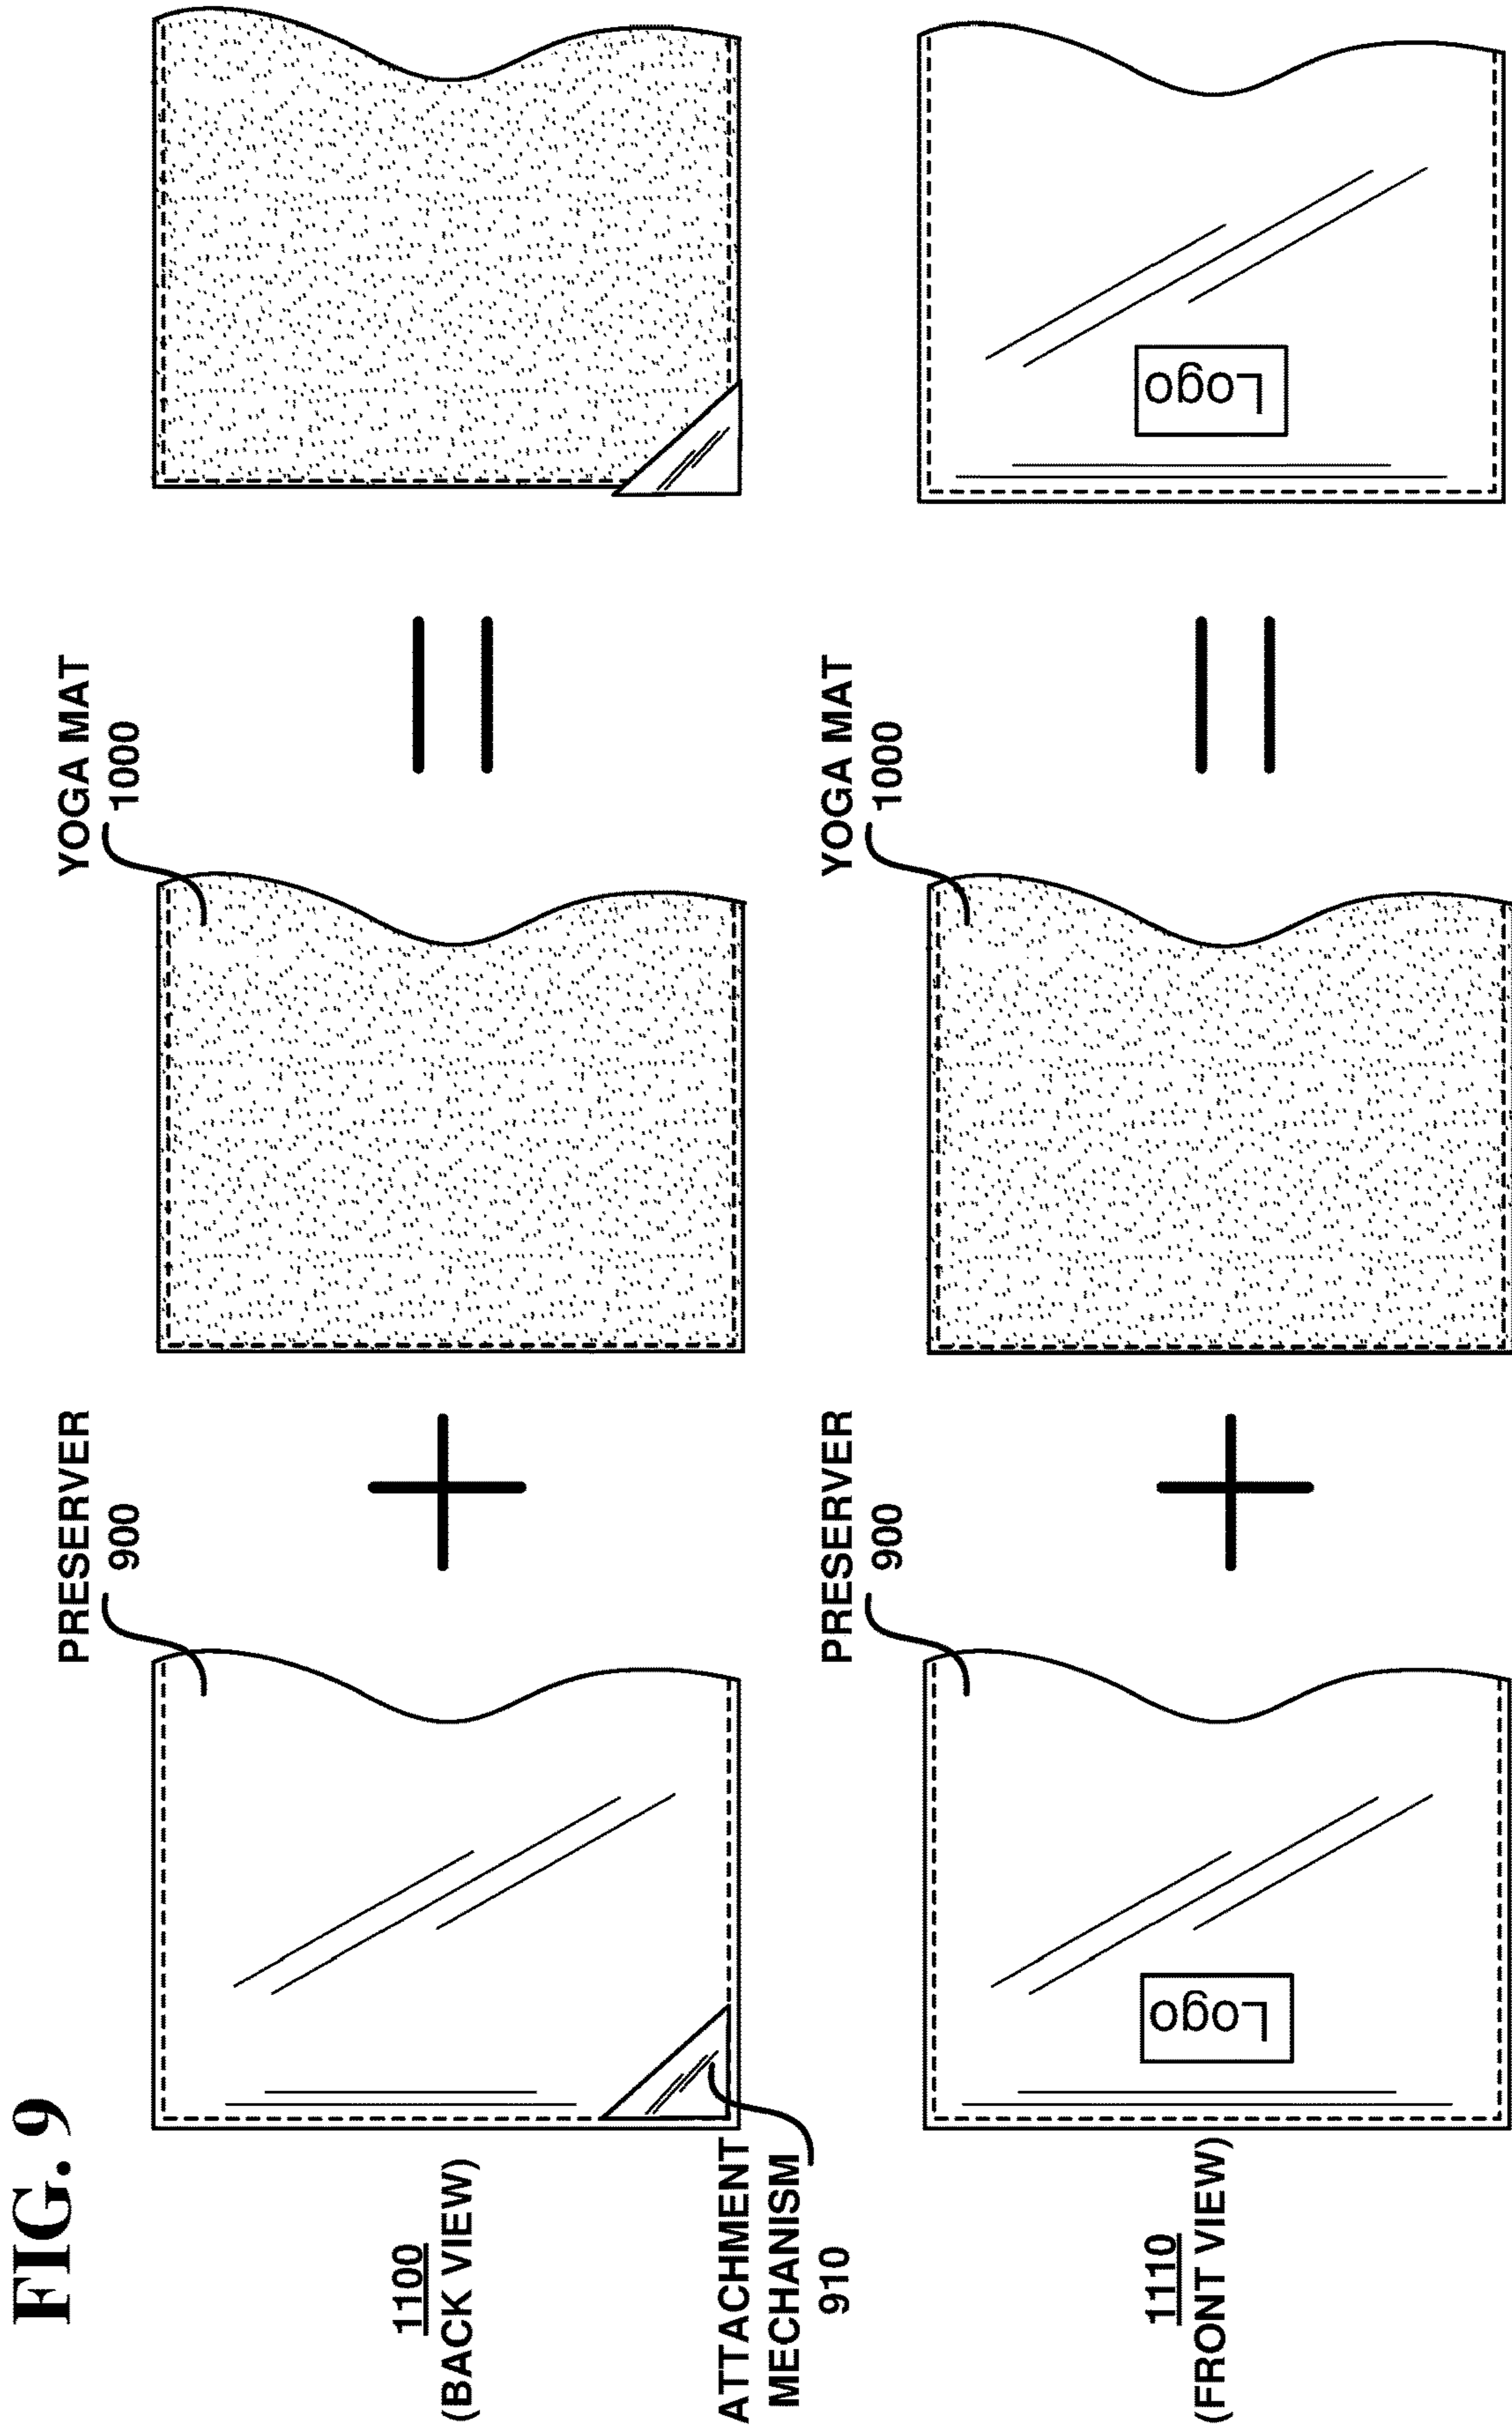 FIG. 9
1100
(BACK VIEW)
ATTACHMENT
MECHANISM
910
PRESERVER
900
YOGA MAT
1000
1110
(FRONT VIEW)
PRESERVER
900
Logo
YOGA MAT
1000
Logo